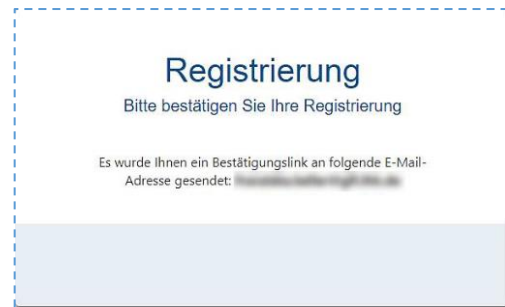 Registrierung
Bitte bestätigen Sie Ihre Registrierung
Es wurde Ihnen ein Bestätigungslink an folgende E-Mail-
Adresse gesendet: